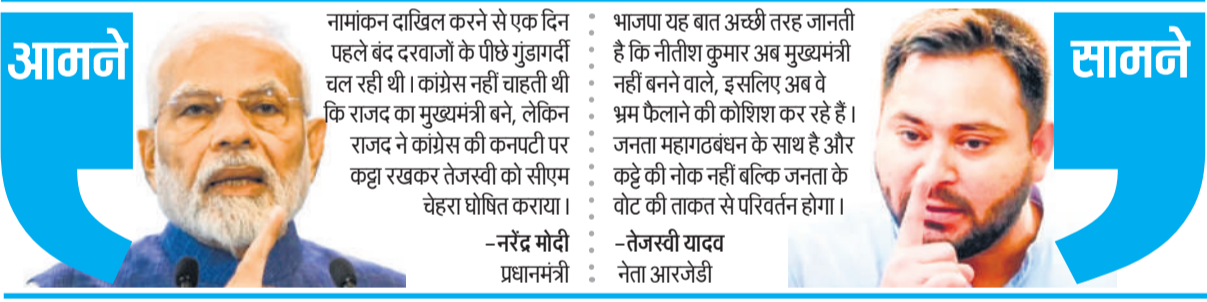 आमने
नामांकन दाखिल करने से एक दिन
पहले बंद दरवाजों के पीछे गुंडागर्दी
चल रही थी। कांग्रेस नहीं चाहती थी
कि राजद का मुख्यमंत्री बने, लेकिन
राजद ने कांग्रेस की कनपटी पर
कट्टा रखकर तेजस्वी को सीएम
चेहरा घोषित कराया।
–नरेंद्र मोदी
प्रधानमंत्री
भाजपा यह बात अच्छी तरह जानती
है कि नीतीश कुमार अब मुख्यमंत्री
नहीं बनने वाले, इसलिए अब वे
भ्रम फैलाने की कोशिश कर रहे हैं।
जनता महागठबंधन के साथ है और
कट्टे की नोक नहीं बल्कि जनता के
वोट की ताकत से परिवर्तन होगा।
–तेजस्वी यादव
नेता आरजेडी
सामने